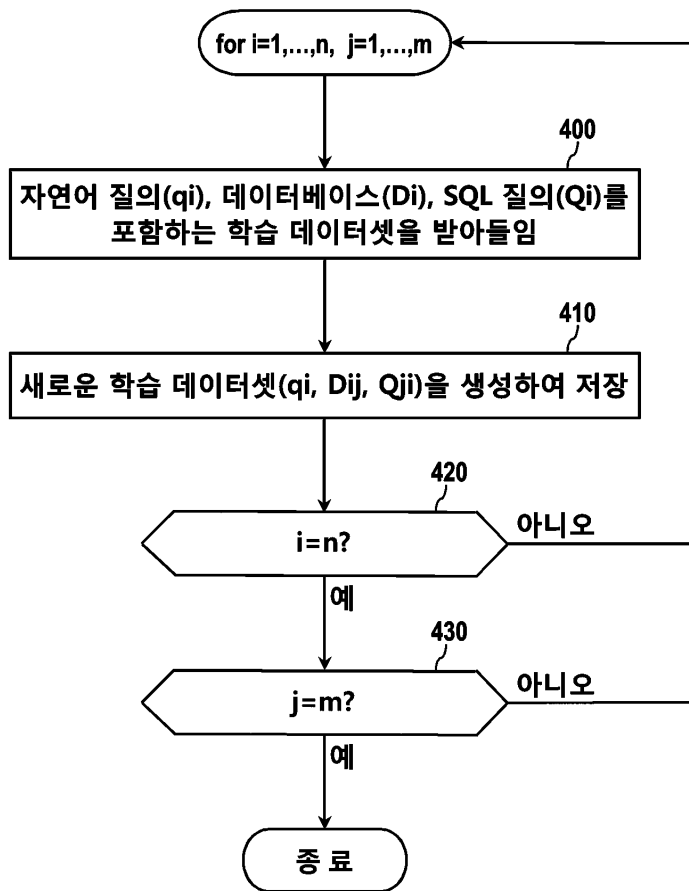 for i=1,...,n, j=1,...,m
400
자연어 질의(qi), 데이터베이스(Di), SQL 질의(Qi)를
포함하는 학습 데이터셋을 받아들임
410
새로운 학습 데이터셋(qi, Dij, Qji)을 생성하여 저장
420
i=n?
아니오
예
430
j=m?
아니오
예
종 료